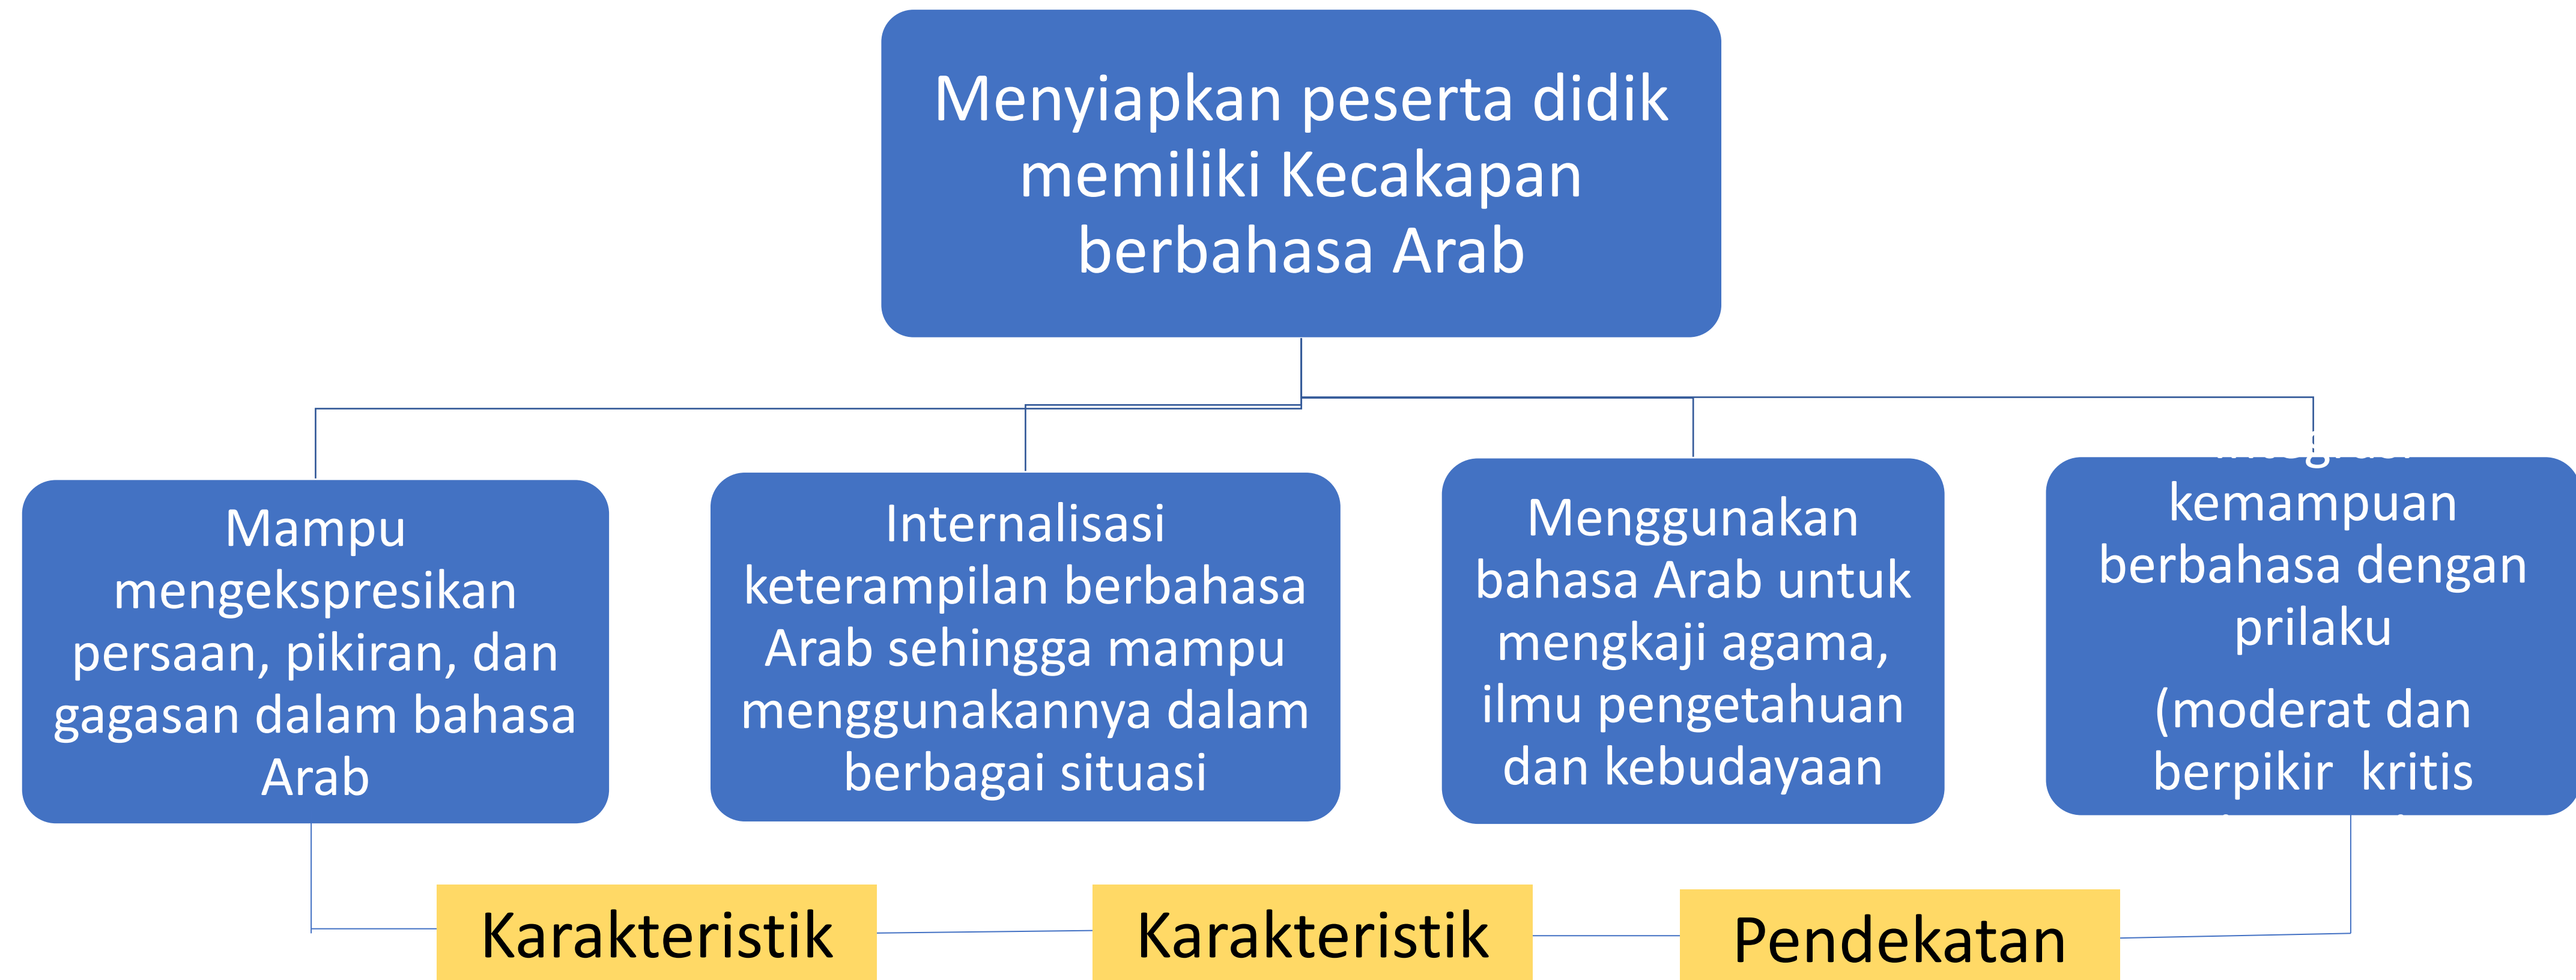 Menyiapkan peserta didik
memiliki Kecakapan
berbahasa Arab
Mampu
mengekspresikan
persaan, pikiran, dan
gagasan dalam bahasa
Arab
Internalisasi
keterampilan berbahasa
Arab sehingga mampu
menggunakannya dalam
berbagai situasi
Menggunakan
bahasa Arab untuk
mengkaji agama,
ilmu pengetahuan
dan kebudayaan
kemampuan
berbahasa dengan
prilaku
(moderat dan
berpikir kritis
Karakteristik
Karakteristik
Pendekatan